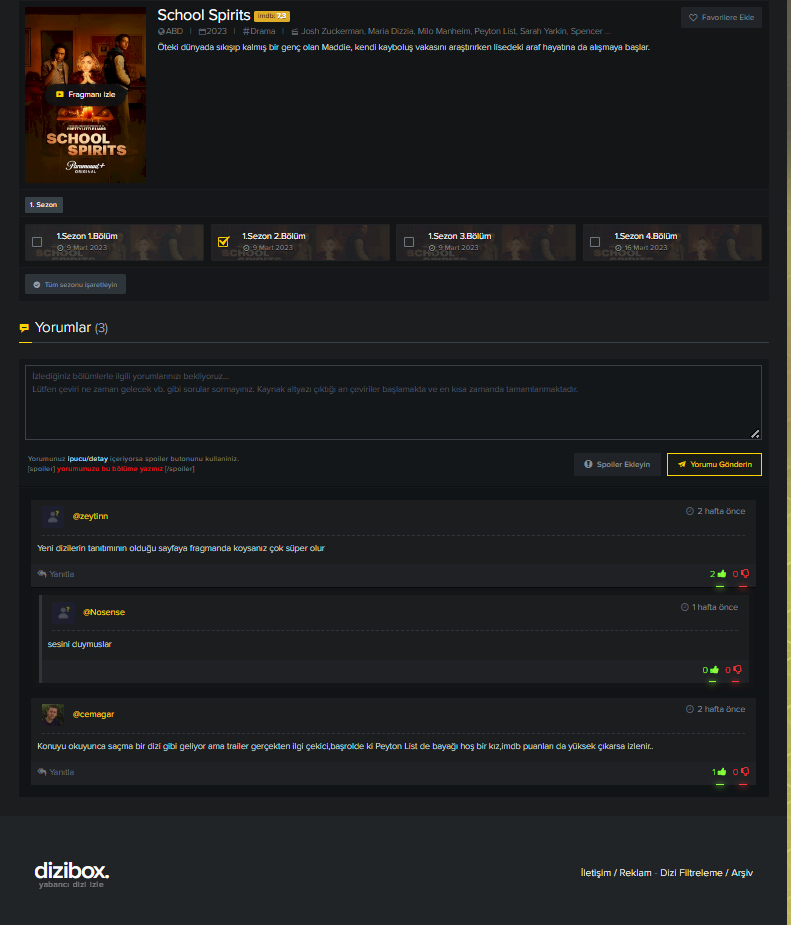 School Spirits imdb: 7.3
Favorilere Ekle
ABD | 2023 | #Drama | Josh Zuckerman, Maria Dizzia, Milo Manheim, Peyton List, Sarah Yarkin, Spencer ...
Öteki dünyada sıkışıp kalmış bir genç olan Maddie, kendi kayboluş vakasını araştırırken lisedeki araf hayatına da alışmaya başlar.
Fragmanı izle
SCHOOL
SPIRITS
Paramount+
ORIGINAL
1. Sezon
1.Sezon 1.Bölüm
9 Mart 2023
1.Sezon 2.Bölüm
9 Mart 2023
1.Sezon 3.Bölüm
9 Mart 2023
1.Sezon 4.Bölüm
16 Mart 2023
Tüm sezonu işaretleyin
Yorumlar (3)
İzlediğiniz bölümlerle ilgili yorumlarınızı bekliyoruz...
Lütfen çeviri ne zaman gelecek vb. gibi sorular sormayınız. Kaynak altyazı çıktığı an çeviriler başlamakta ve en kısa zamanda tamamlanmaktadır.
Yorumunuz ipucu/detay içeriyorsa spoiler butonunu kullanınız.
[spoiler] yorumunuzu bu bölüme yazınız [/spoiler]
Spoiler Ekleyin
Yorumu Gönderin
@zeytinn
2 hafta önce
Yeni dizilerin tanıtımının olduğu sayfaya fragmanda koysanız çok süper olur
Yanıtla
2 0
@Nosense
1 hafta önce
sesini duymuslar
0 0
@cemagar
2 hafta önce
Konuyu okuyunca saçma bir dizi gibi geliyor ama trailer gerçekten ilgi çekici,başrolde ki Peyton List de bayağı hoş bir kız,imdb puanları da yüksek çıkarsa izlenir..
Yanıtla
1 0
dizibox.
yabancı dizi izle
İletişim / Reklam - Dizi Filtreleme / Arşiv